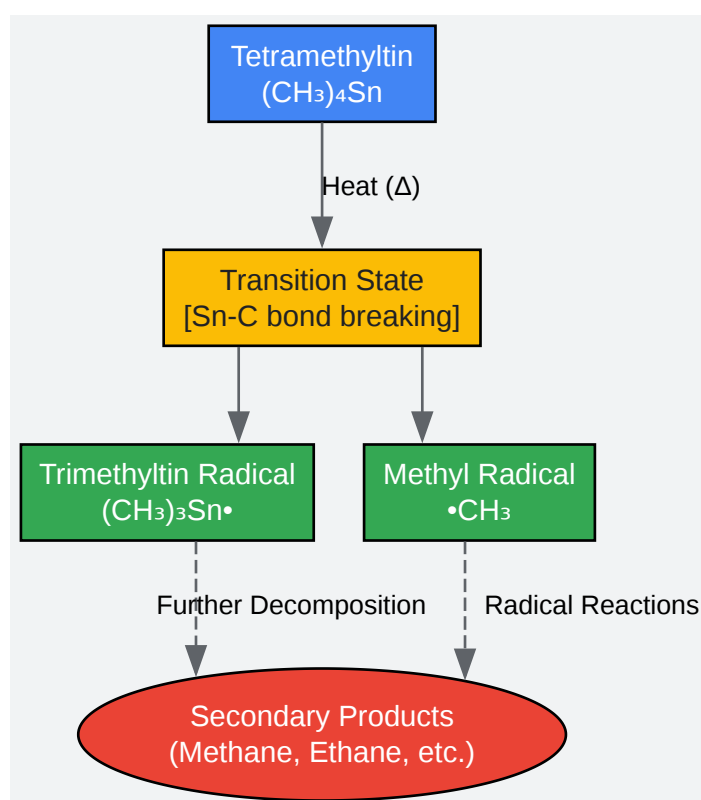 Tetramethyltin
(CH₃)₄Sn
Heat (Δ)
Transition State
[Sn-C bond breaking]
Trimethyltin Radical
(CH₃)₃Sn•
Methyl Radical
•CH₃
Further Decomposition
Radical Reactions
Secondary Products
(Methane, Ethane, etc.)